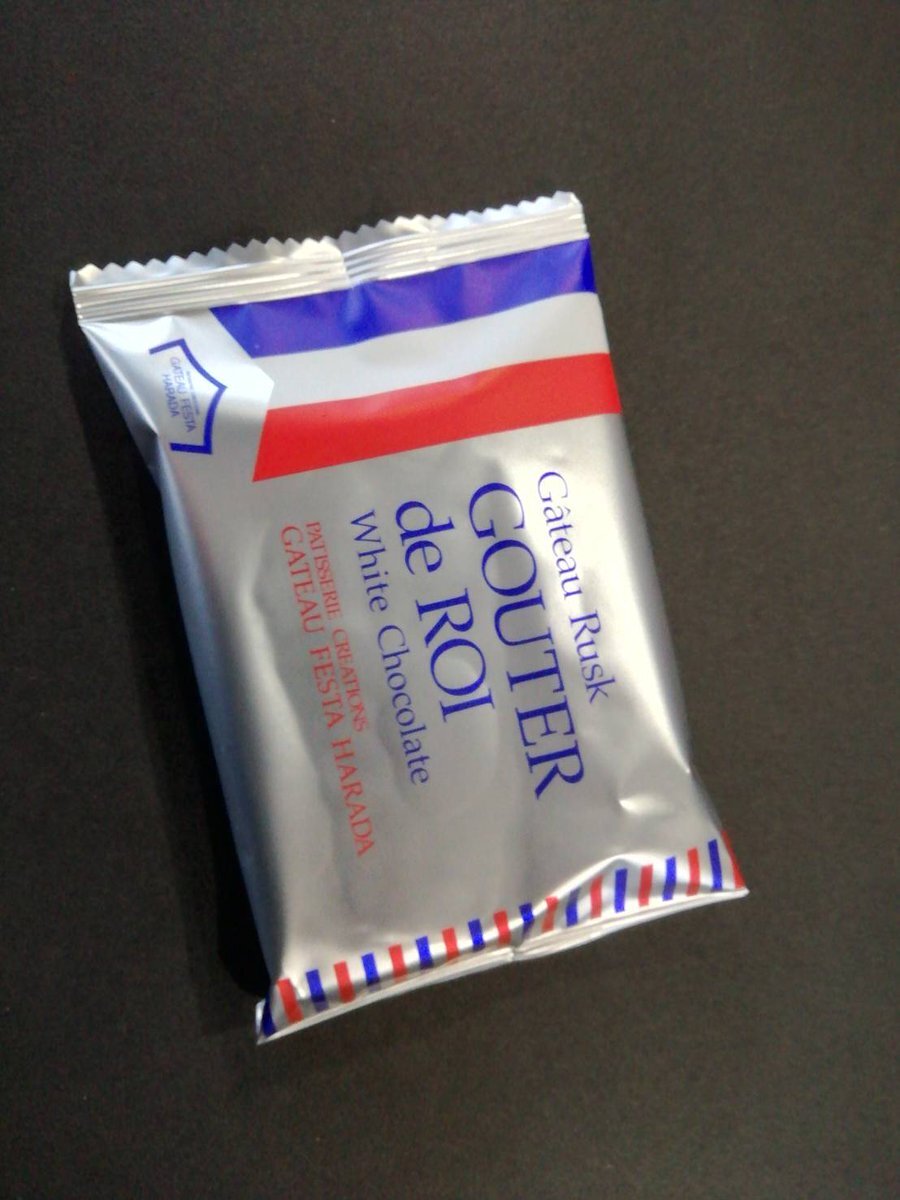 Gâteau Rusk
GOUTER
de ROI
White Chocolate
PATISSERIE CREATIONS
GATEAU FESTA HARADA
GATEAU FESTA
HARADA